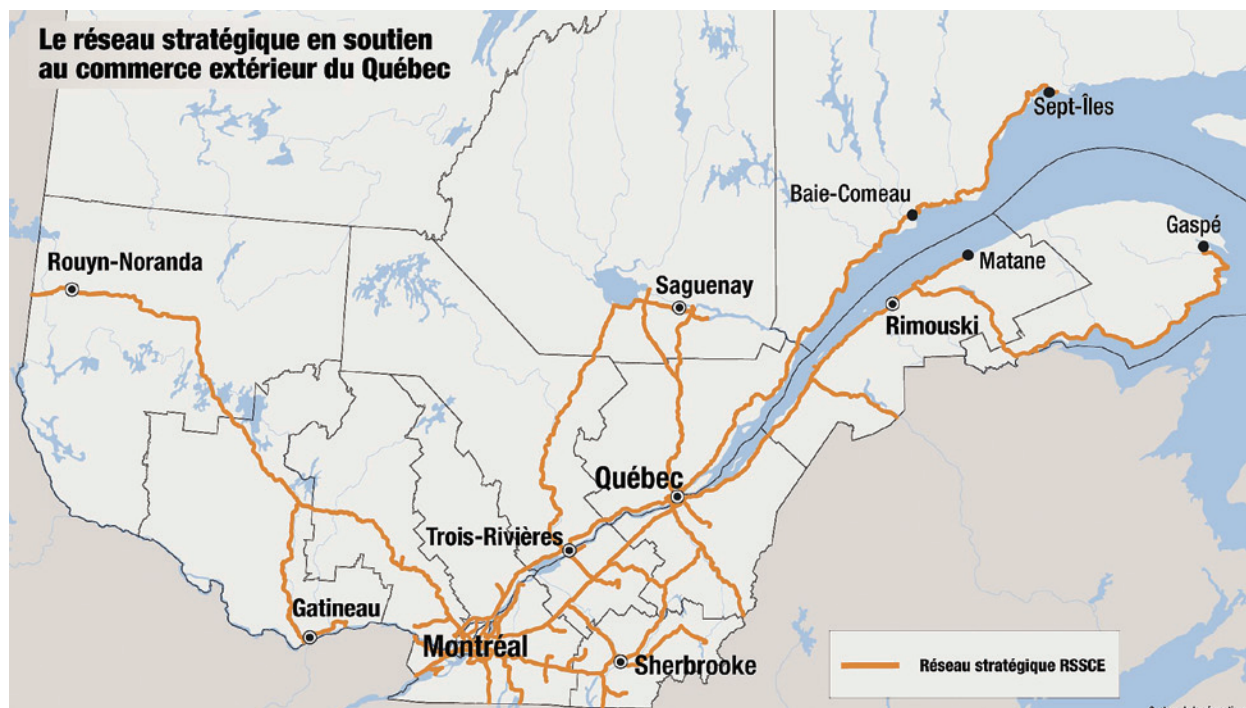 Le réseau stratégique en soutien
au commerce extérieur du Québec
Sept-Îles
Baie-Comeau
Gaspé
Matane
Rouyn-Noranda
Saguenay
Rimouski
Québec
Trois-Rivières
Gatineau
Montréal
Sherbrooke
Réseau stratégique RSSCE